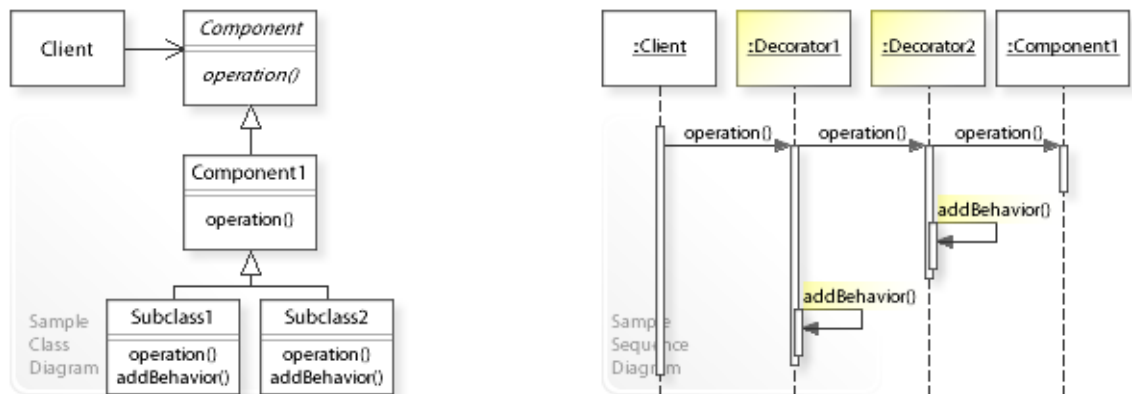 Client
Component
operation()
Component1
operation()
Subclass1
operation()
addBehavior()
Subclass2
operation()
addBehavior()
Sample
Class
Diagram
:Client
:Decorator1
:Decorator2
:Component1
operation()
operation()
operation()
addBehavior()
addBehavior()
Sample
Sequence
Diagram